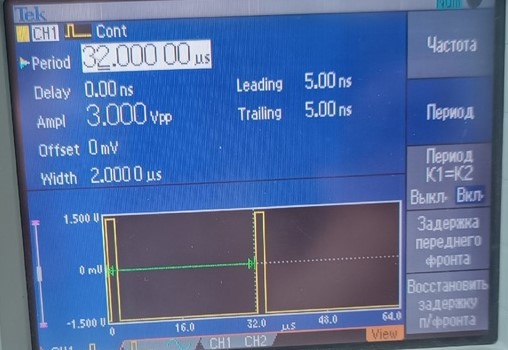 Tek
CH1 Cont
Period 32.000 00 µs
Delay 0.00 ns
Leading 5.00 ns
Ampl 3.000 Vpp
Trailing 5.00 ns
Offset 0 mV
Width 2.000 0 µs
1.500 V
0 mV
-1.500 V
0 16.0 32.0 µs 48.0 64.0
CH1 CH2
View
Частота
Период
Период
К1=К2
Выкл. Вкл.
Задержка
переднего
фронта
Восстановить
задержку
п/фронта